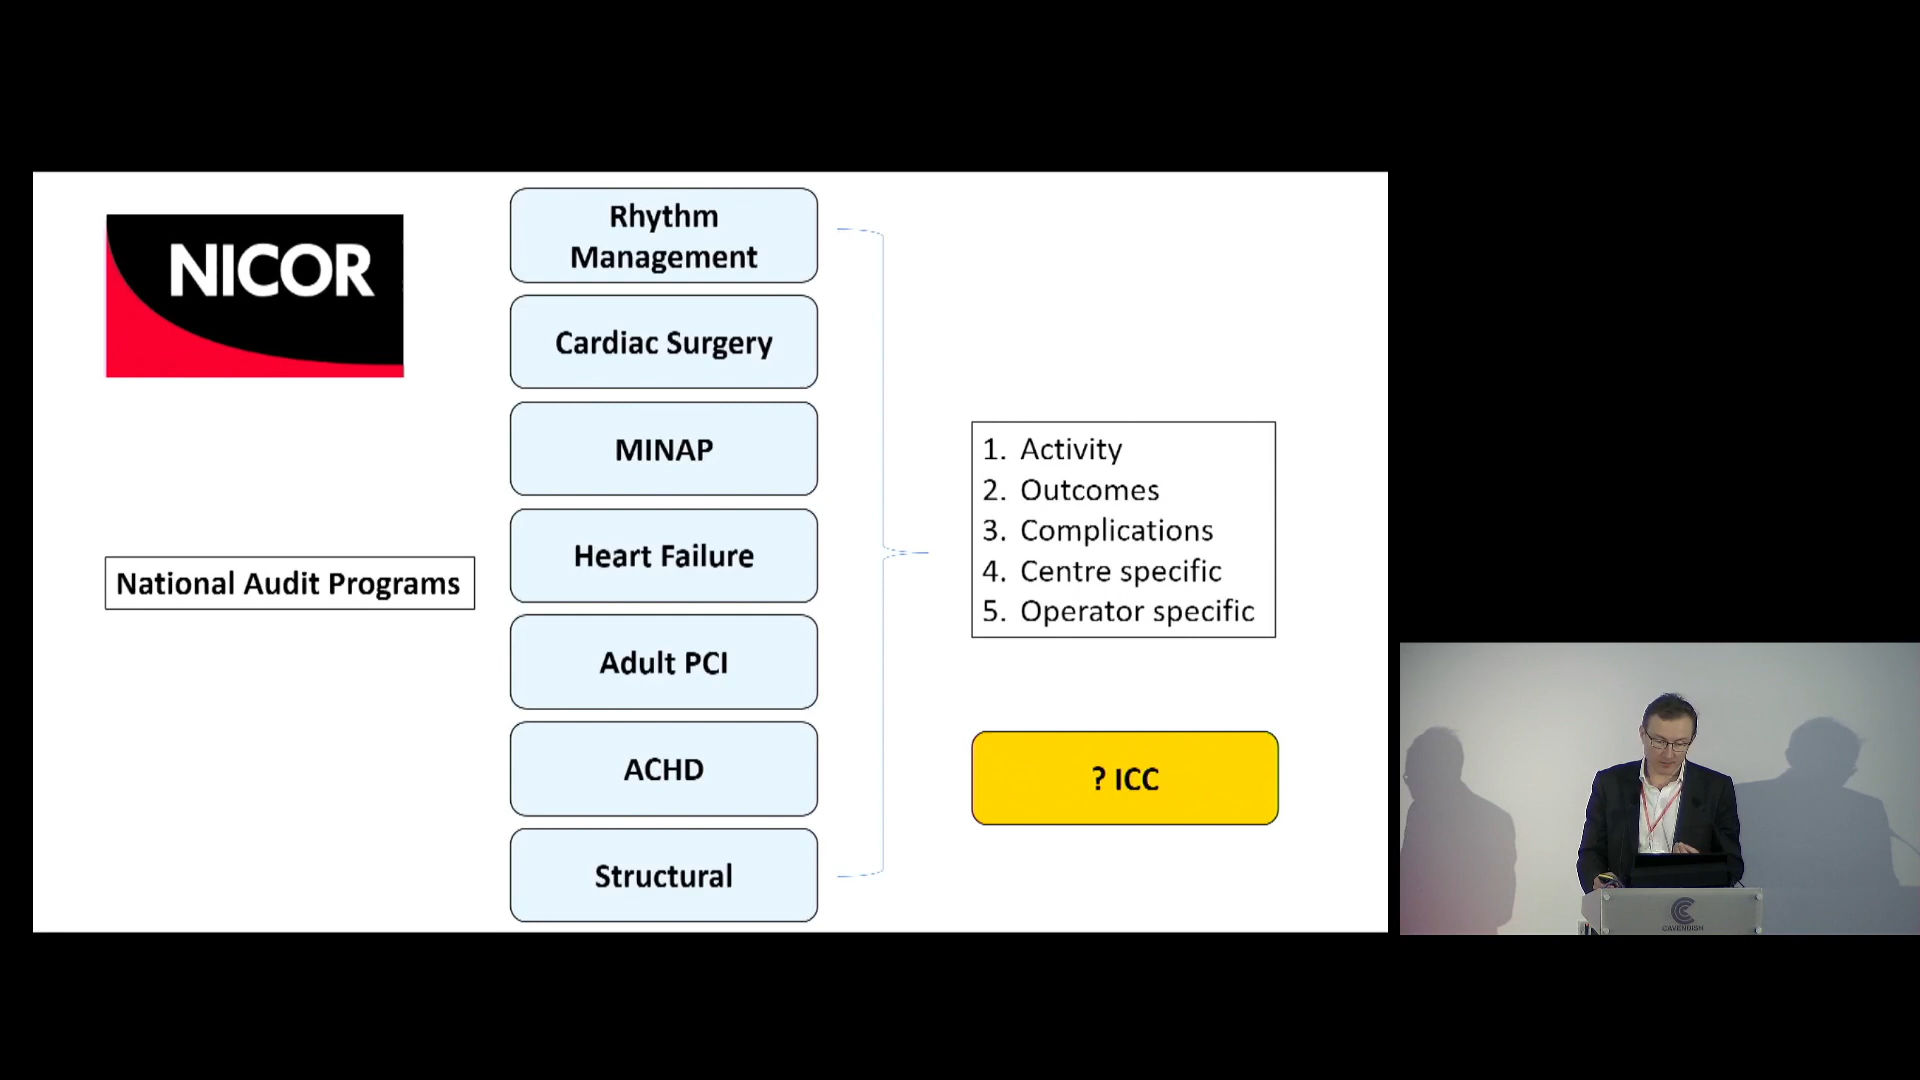 NICOR
National Audit Programs
Rhythm
Management
Cardiac Surgery
MINAP
Heart Failure
Adult PCI
ACHD
Structural
1. Activity
2. Outcomes
3. Complications
4. Centre specific
5. Operator specific
? ICC
CAVENDISH